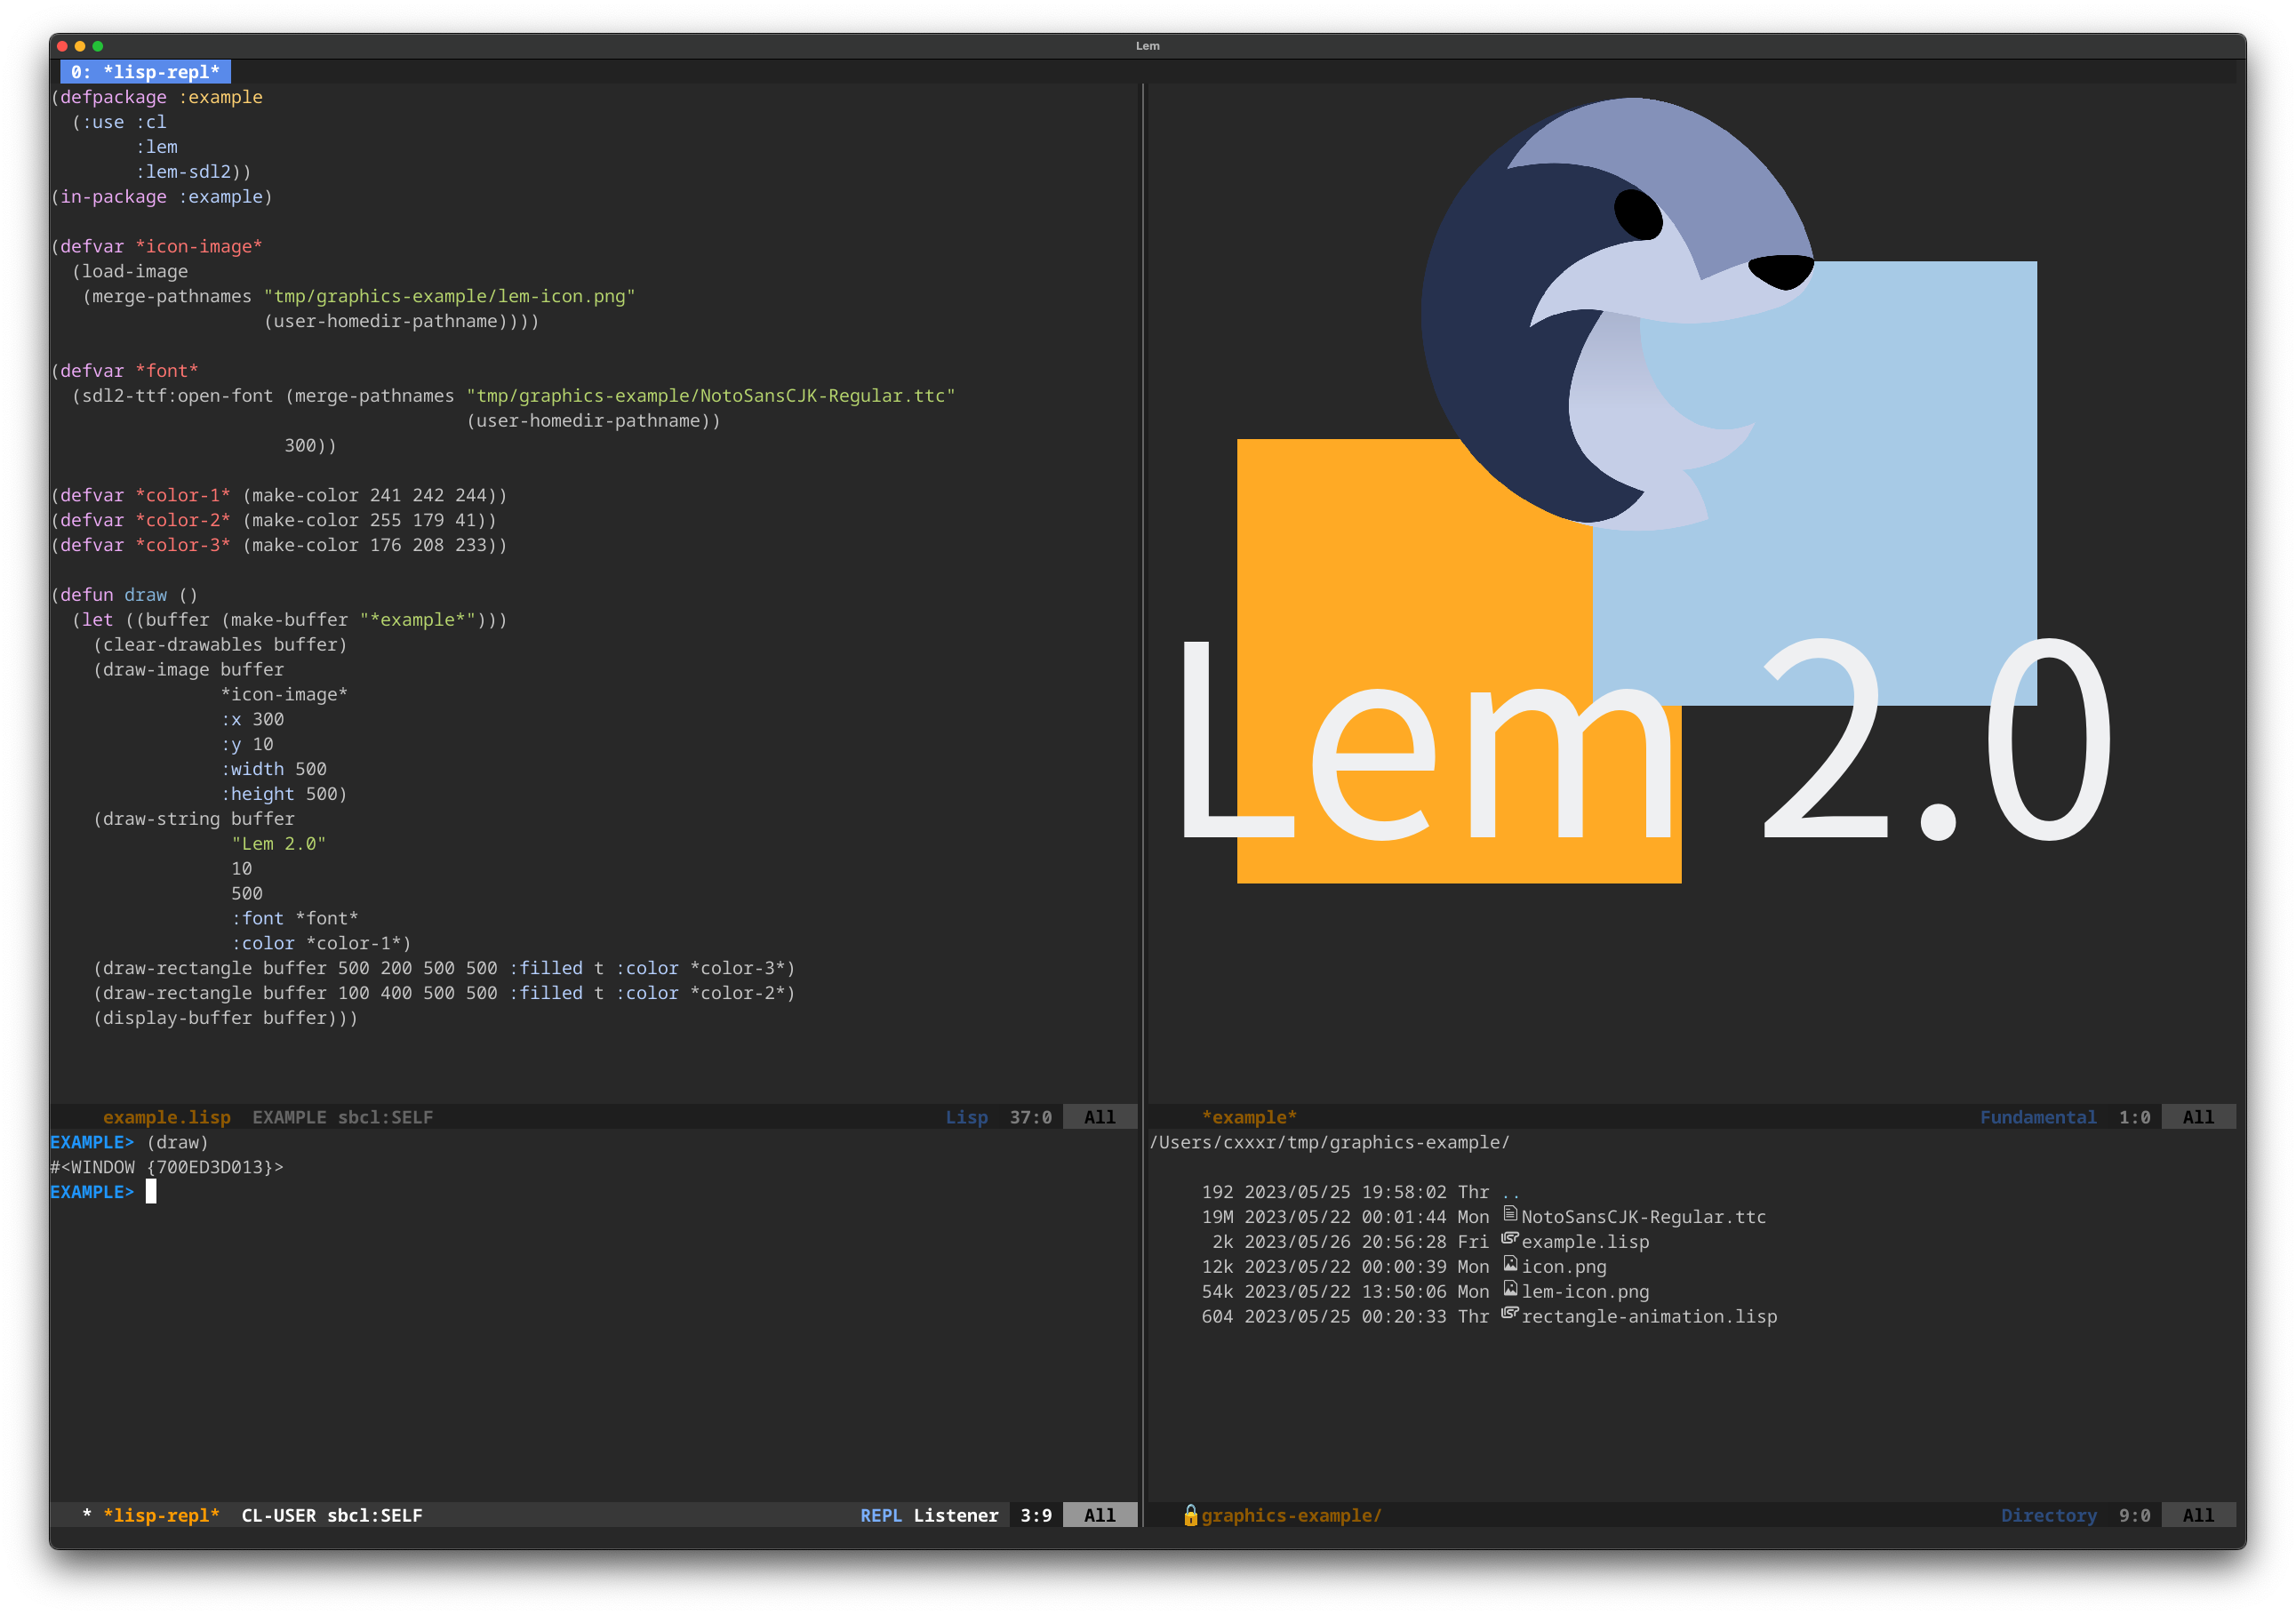 Lem
0: *lisp-repl*
(defpackage :example
  (:use :cl
        :lem
        :lem-sdl2))
(in-package :example)
(defvar *icon-image*
  (load-image
   (merge-pathnames "tmp/graphics-example/lem-icon.png"
                    (user-homedir-pathname))))
(defvar *font*
  (sdl2-ttf:open-font (merge-pathnames "tmp/graphics-example/NotoSansCJK-Regular.ttc"
                                       (user-homedir-pathname))
                      300))
(defvar *color-1* (make-color 241 242 244))
(defvar *color-2* (make-color 255 179 41))
(defvar *color-3* (make-color 176 208 233))
(defun draw ()
  (let ((buffer (make-buffer "*example*")))
    (clear-drawables buffer)
    (draw-image buffer
                *icon-image*
                :x 300
                :y 10
                :width 500
                :height 500)
    (draw-string buffer
                 "Lem 2.0"
                 10
                 500
                 :font *font*
                 :color *color-1*)
    (draw-rectangle buffer 500 200 500 500 :filled t :color *color-3*)
    (draw-rectangle buffer 100 400 500 500 :filled t :color *color-2*)
    (display-buffer buffer)))
example.lisp  EXAMPLE sbcl:SELF  Lisp  37:0  All
EXAMPLE> (draw)
#<WINDOW {700ED3D013}>
EXAMPLE>
* *lisp-repl*  CL-USER sbcl:SELF  REPL Listener  3:9  All
Lem 2.0
*example*  Fundamental  1:0  All
/Users/cxxxr/tmp/graphics-example/
192 2023/05/25 19:58:02 Thr ..
19M 2023/05/22 00:01:44 Mon NotoSansCJK-Regular.ttc
2k 2023/05/26 20:56:28 Fri example.lisp
12k 2023/05/22 00:00:39 Mon icon.png
54k 2023/05/22 13:50:06 Mon lem-icon.png
604 2023/05/25 00:20:33 Thr rectangle-animation.lisp
graphics-example/  Directory  9:0  All